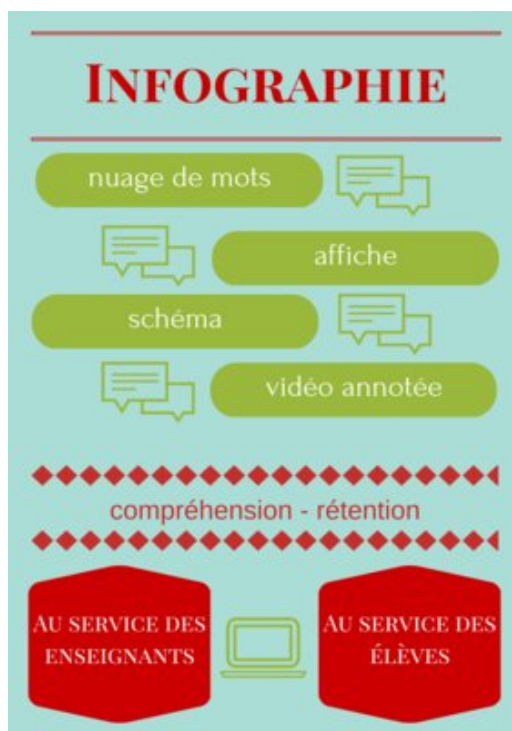 INFOGRAPHIE
nuage de mots
affiche
schéma
vidéo annotée
compréhension - rétention
AU SERVICE DES
ENSEIGNANTS
AU SERVICE DES
ÉLÈVES